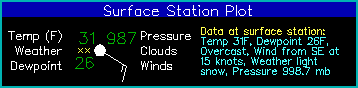 Surface Station Plot
Temp (F) 31 987 Pressure
Weather xx Clouds
Dewpoint 26 Winds
Data at surface station:
Temp 31F, Dewpoint 26F,
Overcast, Wind from SE at
15 knots, Weather light
snow, Pressure 998.7 mb